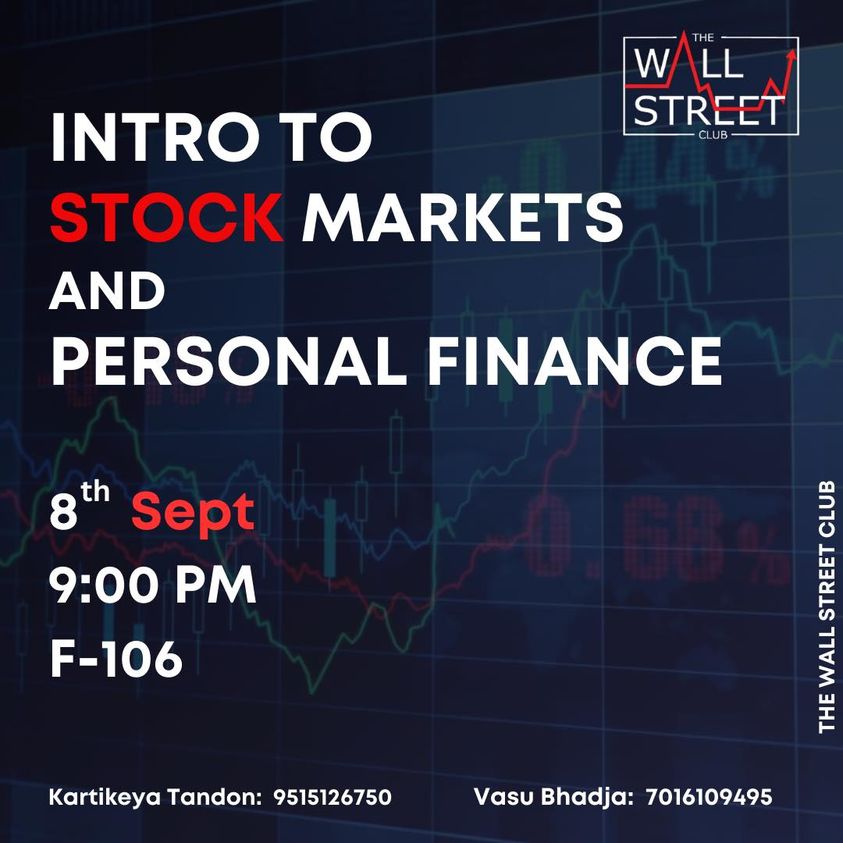 THE
WALL
STREET
CLUB
INTRO TO
STOCK MARKETS
AND
PERSONAL FINANCE
8th Sept
9:00 PM
F-106
THE WALL STREET CLUB
Kartikeya Tandon: 9515126750
Vasu Bhadja: 7016109495